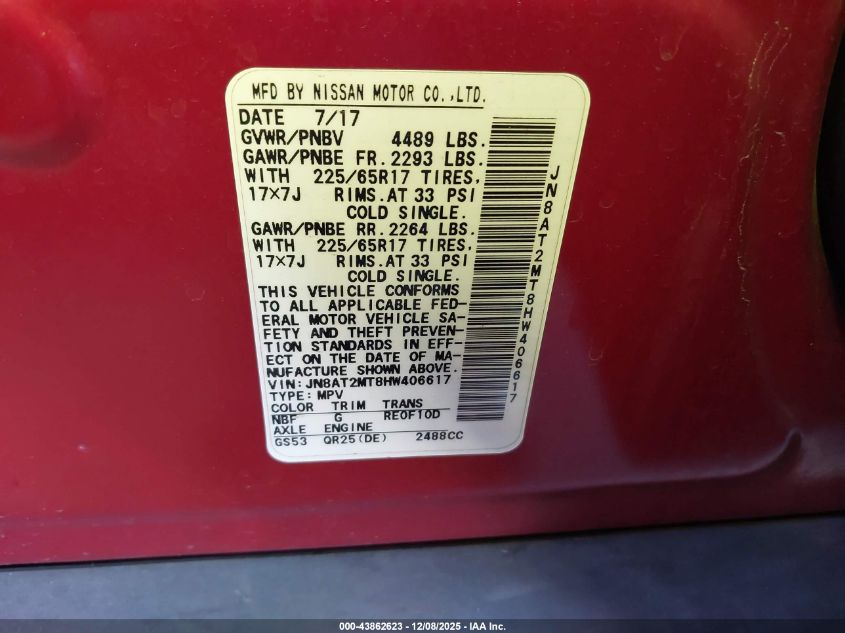 MFD BY NISSAN MOTOR CO.,LTD.
DATE 7/17
GVWR/PNBV 4489 LBS.
GAWR/PNBE FR. 2293 LBS.
WITH 225/65R17 TIRES,
17×7J RIMS.AT 33 PSI
COLD SINGLE.
GAWR/PNBE RR. 2264 LBS.
WITH 225/65R17 TIRES,
17×7J RIMS.AT 33 PSI
COLD SINGLE.
THIS VEHICLE CONFORMS
TO ALL APPLICABLE FED-
ERAL MOTOR VEHICLE SA-
FETY AND THEFT PREVEN-
TION STANDARDS IN EFF-
ECT ON THE DATE OF MA-
NUFACTURE SHOWN ABOVE.
VIN: JN8AT2MT8HW406617
TYPE: MPV
COLOR TRIM TRANS
NBF G RE0F10D
AXLE ENGINE
GS53 QR25(DE) 2488CC
JN8AT2MT8HW406617
000-43862623 - 12/08/2025 - IAA Inc.